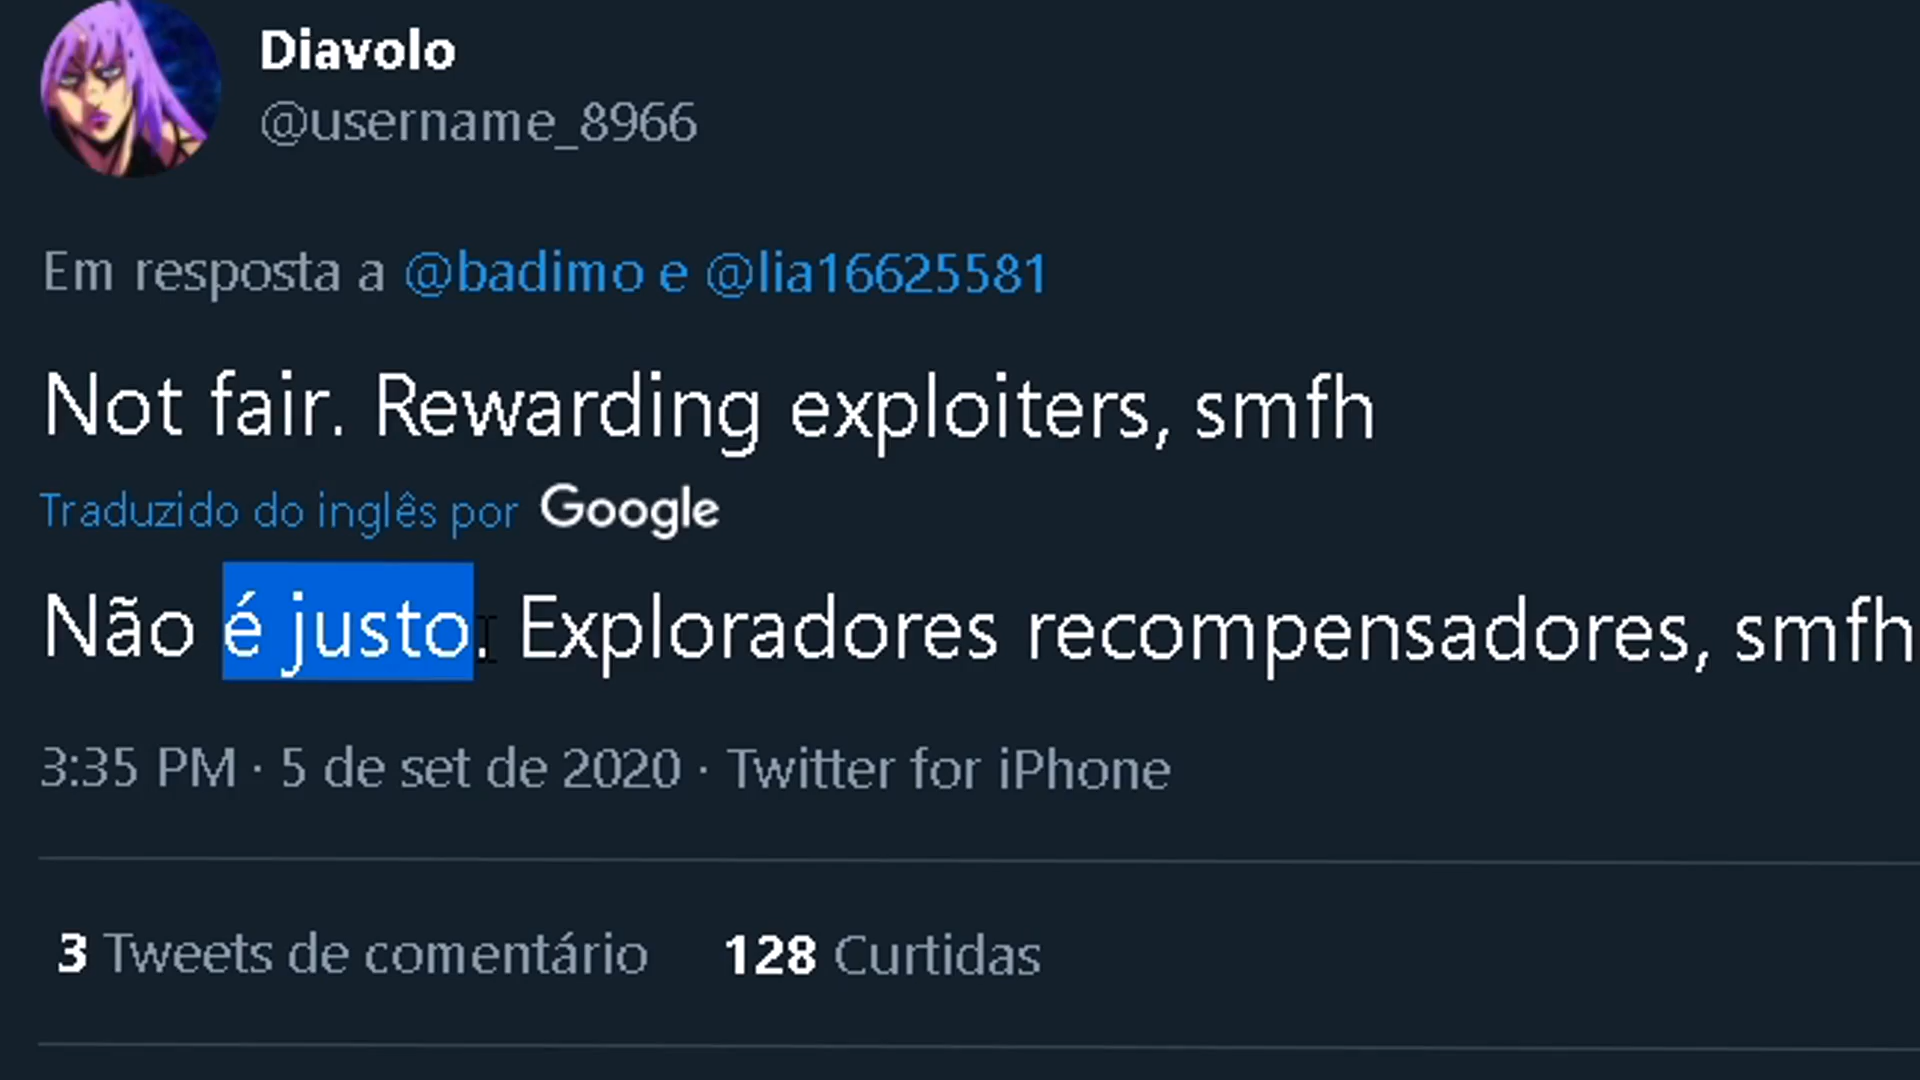 Diavolo
@username_8966
Em resposta a @badimo e @lia16625581
Not fair. Rewarding exploiters, smfh
Traduzido do inglês por Google
Não é justo. Exploradores recompensadores, smfh
3:35 PM · 5 de set de 2020 · Twitter for iPhone
3 Tweets de comentário 128 Curtidas